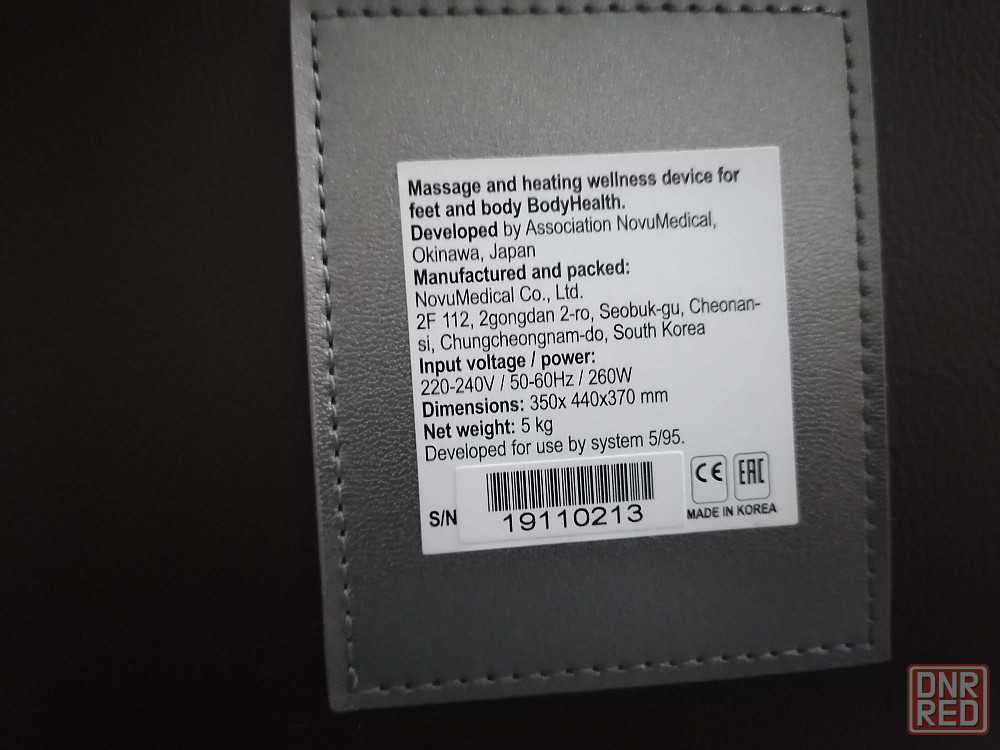 Massage and heating wellness device for
feet and body BodyHealth.
Developed by Association NovuMedical,
Okinawa, Japan
Manufactured and packed:
NovuMedical Co., Ltd.
2F 112, 2gongdan 2-ro, Seobuk-gu, Cheonan-
si, Chungcheongnam-do, South Korea
Input voltage / power:
220-240V / 50-60Hz / 260W
Dimensions: 350x 440x370 mm
Net weight: 5 kg
Developed for use by system 5/95.
CE EAC
S/N 19110213
MADE IN KOREA
DNR
RED